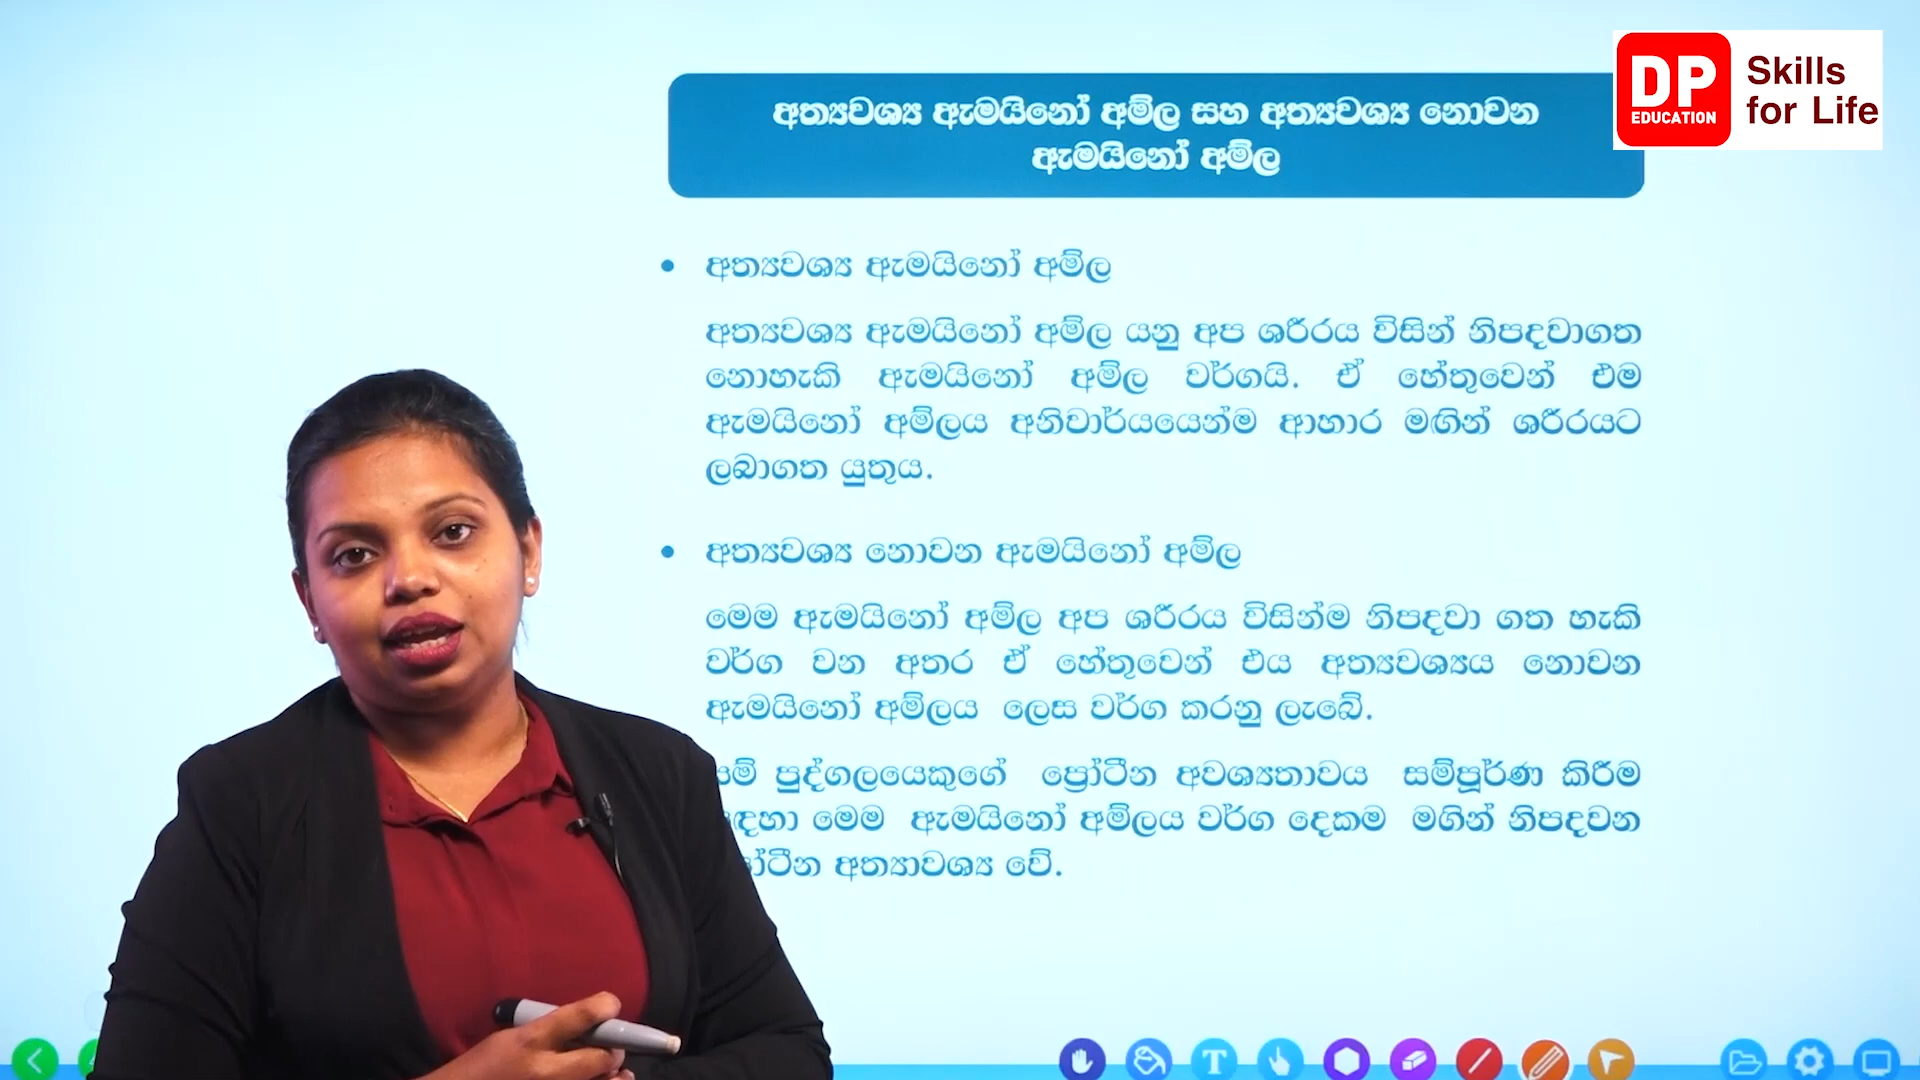 අත්‍යවශ්‍ය ඇමයිනෝ අම්ල සහ අත්‍යවශ්‍ය නොවන
ඇමයිනෝ අම්ල
DP
EDUCATION
Skills
for Life
• අත්‍යවශ්‍ය ඇමයිනෝ අම්ල
අත්‍යවශ්‍ය ඇමයිනෝ අම්ල යනු අප ශරීරය විසින් නිපදවාගත
නොහැකි ඇමයිනෝ අම්ල වර්ගයි. ඒ හේතුවෙන් එම
ඇමයිනෝ අම්ලය අනිවාර්යයෙන්ම ආහාර මඟින් ශරීරයට
ලබාගත යුතුය.
• අත්‍යවශ්‍ය නොවන ඇමයිනෝ අම්ල
මෙම ඇමයිනෝ අම්ල අප ශරීරය විසින්ම නිපදවා ගත හැකි
වර්ග වන අතර ඒ හේතුවෙන් එය අත්‍යවශ්‍යය නොවන
ඇමයිනෝ අම්ලය ලෙස වර්ග කරනු ලැබේ.
පුද්ගලයෙකුගේ ප්‍රෝටීන අවශ්‍යතාවය සම්පූර්ණ කිරීම
මෙම ඇමයිනෝ අම්ලය වර්ග දෙකම මගින් නිපදවන
අත්‍යාවශ්‍ය වේ.